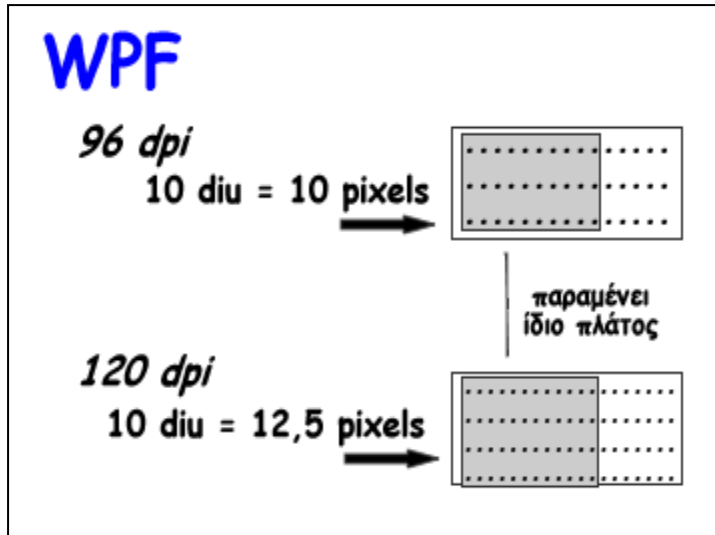 WPF
96 dpi
10 diu = 10 pixels
παραμένει
ίδιο πλάτος
120 dpi
10 diu = 12,5 pixels